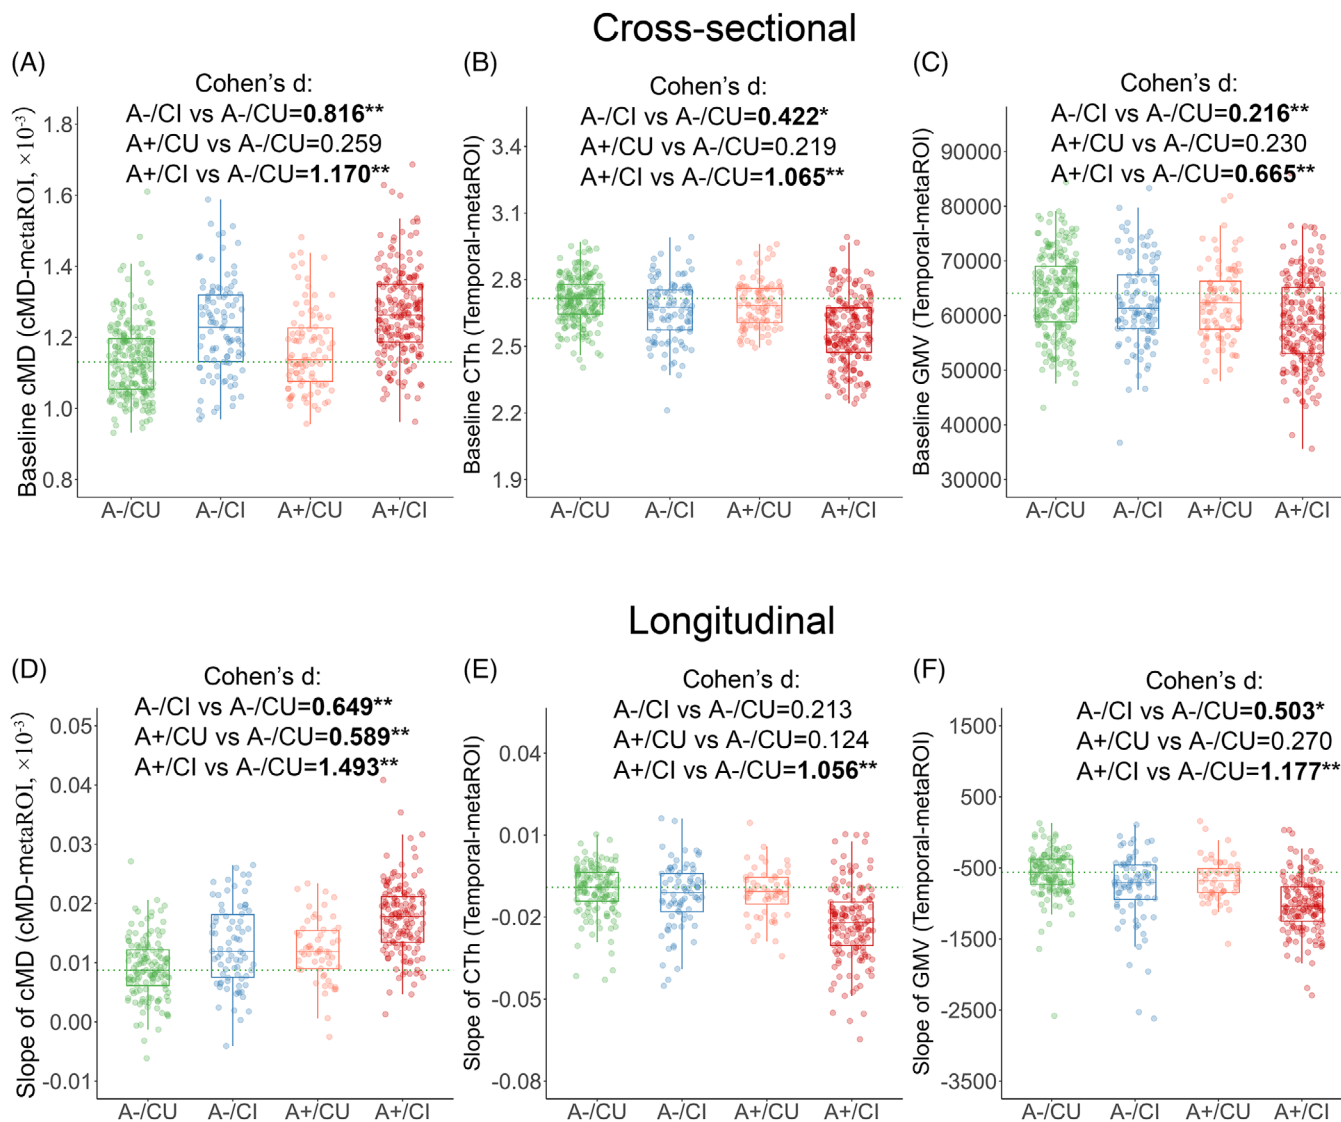 Cross-sectional
(A)
Cohen's d:
A-/CI vs A-/CU=0.816**
A+/CU vs A-/CU=0.259
A+/CI vs A-/CU=1.170**
Baseline cMD (cMD-metaROI, ×10⁻³)
1.8
1.6
1.4
1.2
1.0
0.8
A-/CU A-/CI A+/CU A+/CI
(B)
Cohen's d:
A-/CI vs A-/CU=0.422*
A+/CU vs A-/CU=0.219
A+/CI vs A-/CU=1.065**
Baseline CTh (Temporal-metaROI)
3.4
3.1
2.8
2.5
2.2
1.9
A-/CU A-/CI A+/CU A+/CI
(C)
Cohen's d:
A-/CI vs A-/CU=0.216**
A+/CU vs A-/CU=0.230
A+/CI vs A-/CU=0.665**
Baseline GMV (Temporal-metaROI)
90000
80000
70000
60000
50000
40000
30000
A-/CU A-/CI A+/CU A+/CI
Longitudinal
(D)
Cohen's d:
A-/CI vs A-/CU=0.649**
A+/CU vs A-/CU=0.589**
A+/CI vs A-/CU=1.493**
Slope of cMD (cMD-metaROI, ×10⁻³)
0.05
0.04
0.03
0.02
0.01
0.00
-0.01
A-/CU A-/CI A+/CU A+/CI
(E)
Cohen's d:
A-/CI vs A-/CU=0.213
A+/CU vs A-/CU=0.124
A+/CI vs A-/CU=1.056**
Slope of CTh (Temporal-metaROI)
0.04
0.01
-0.02
-0.05
-0.08
A-/CU A-/CI A+/CU A+/CI
(F)
Cohen's d:
A-/CI vs A-/CU=0.503*
A+/CU vs A-/CU=0.270
A+/CI vs A-/CU=1.177**
Slope of GMV (Temporal-metaROI)
1500
500
-500
-1500
-2500
-3500
A-/CU A-/CI A+/CU A+/CI